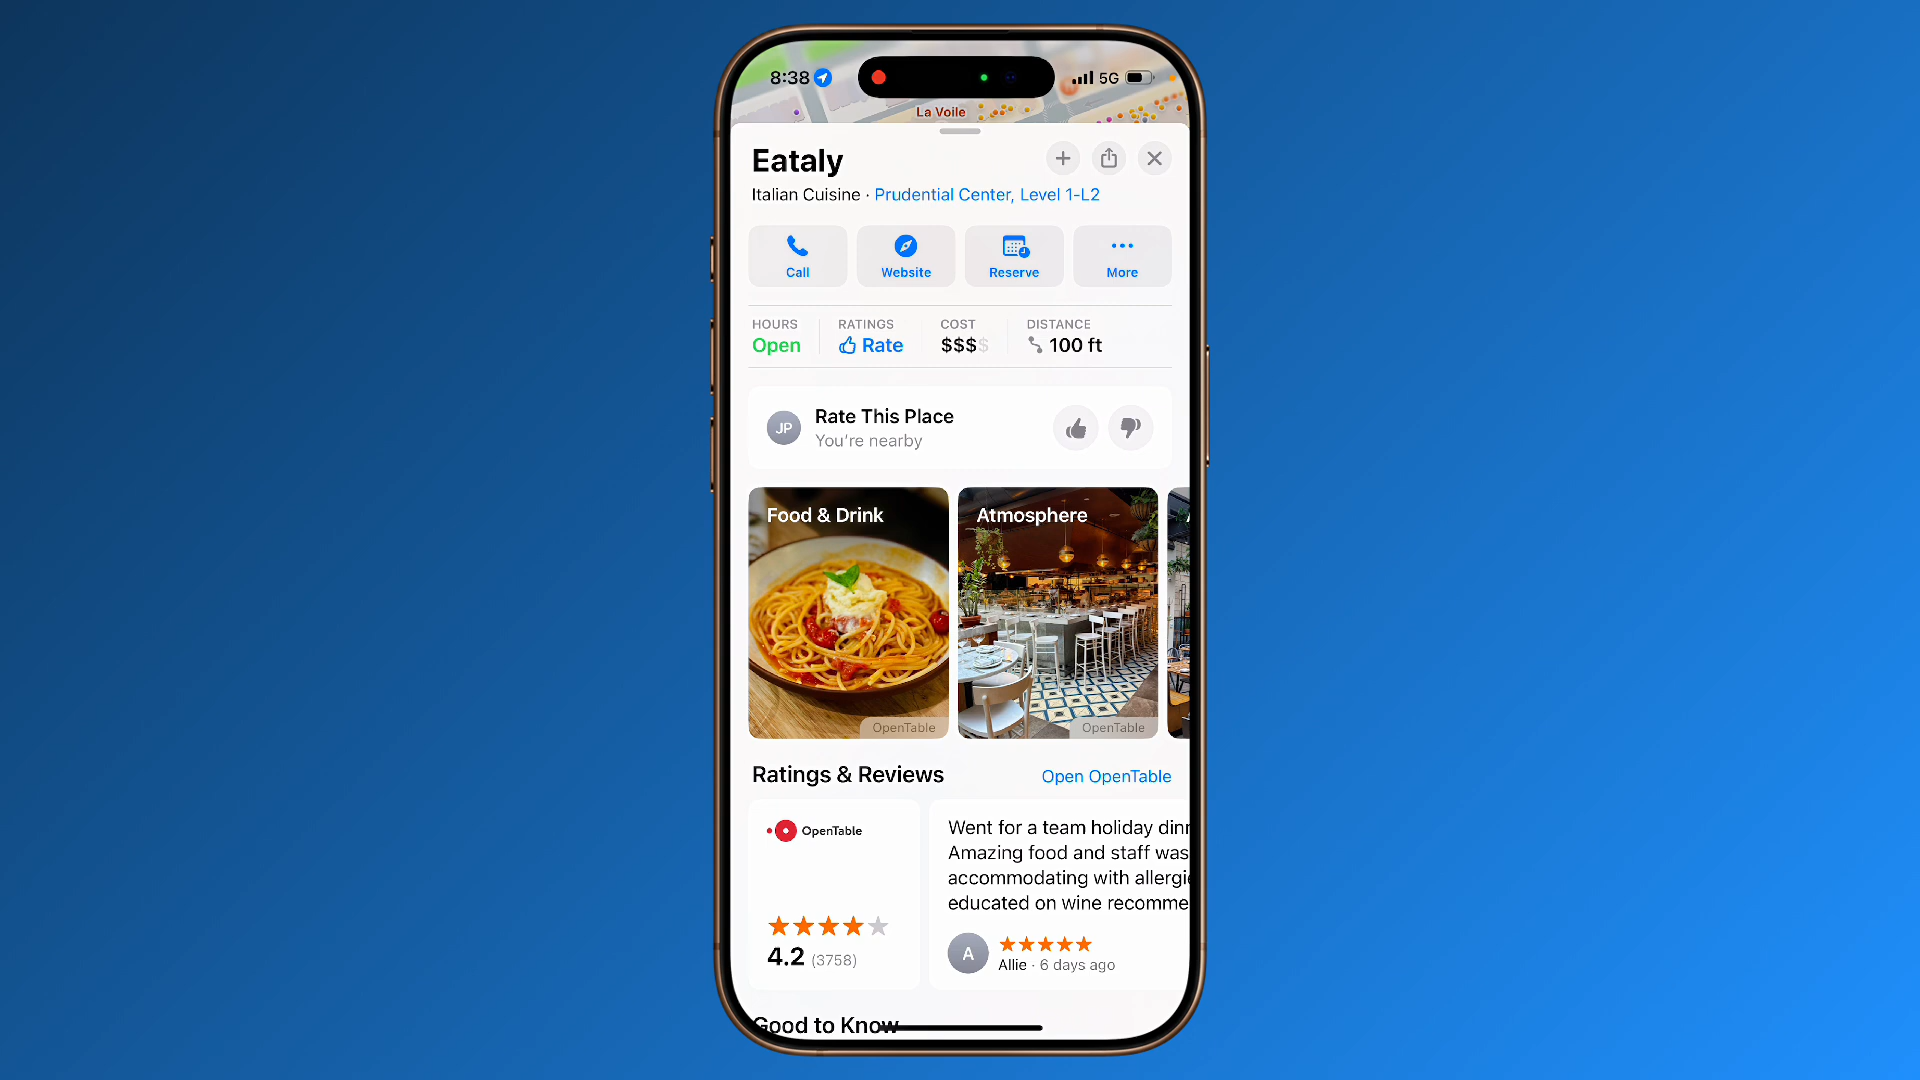 8:38
5G
La Voile
Eataly
Italian Cuisine · Prudential Center, Level 1-L2
Call
Website
Reserve
More
HOURS
RATINGS
COST
DISTANCE
Open
Rate
$$$$
100 ft
JP
Rate This Place
You're nearby
Food & Drink
Atmosphere
OpenTable
OpenTable
Ratings & Reviews
Open OpenTable
OpenTable
4.2 (3758)
Went for a team holiday dinn
Amazing food and staff was
accommodating with allergie
educated on wine recomme
A
Allie · 6 days ago
Good to Know